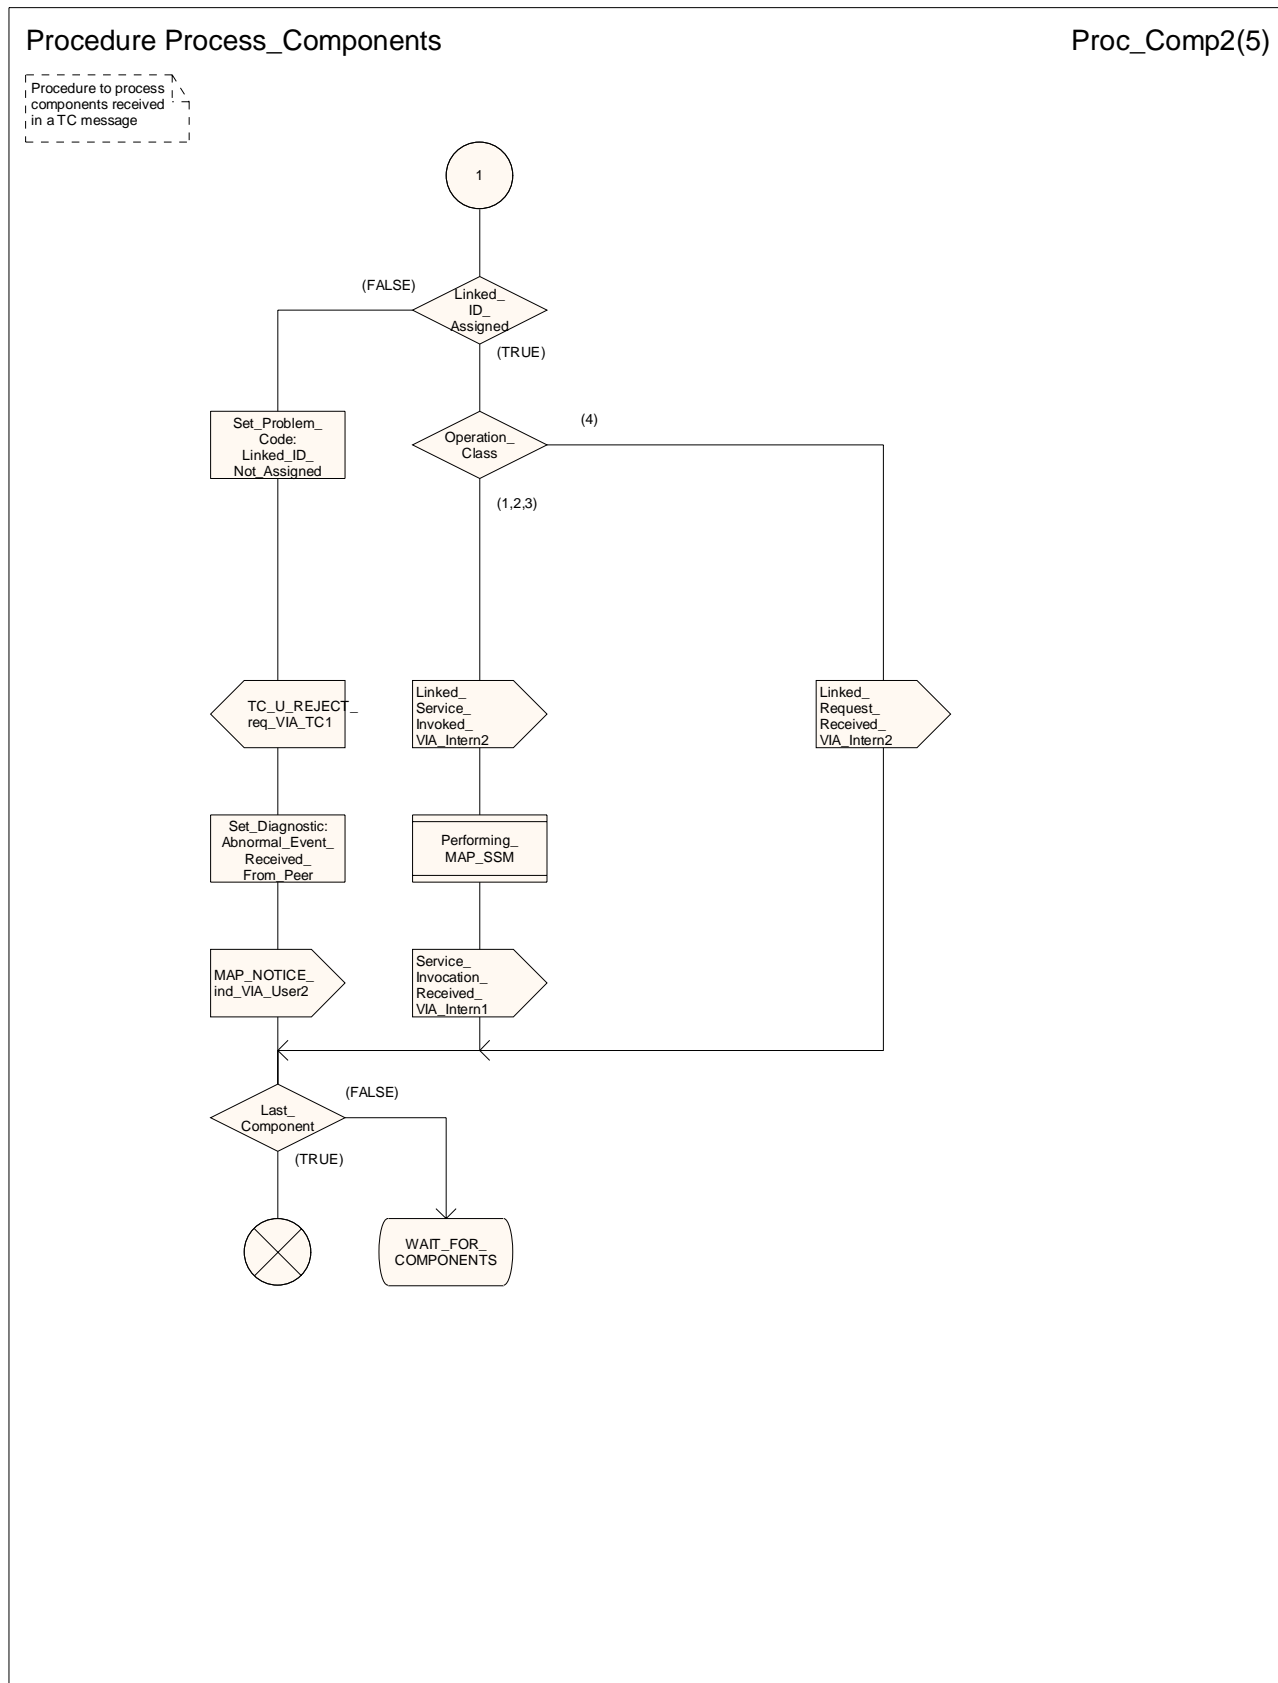 Procedure Process_Components
Proc_Comp2(5)
Procedure to process
components received
in a TC message
1
(FALSE)
Linked_
ID_
Assigned
(TRUE)
Set_Problem_
Code:
Linked_ID_
Not_Assigned
Operation_
Class
(4)
(1,2,3)
TC_U_REJECT_
req_VIA_TC1
Linked_
Service_
Invoked_
VIA_Intern2
Linked_
Request_
Received_
VIA_Intern2
Set_Diagnostic:
Abnormal_Event_
Received_
From_Peer
Performing_
MAP_SSM
MAP_NOTICE_
ind_VIA_User2
Service_
Invocation_
Received_
VIA_Intern1
(FALSE)
Last_
Component
(TRUE)
WAIT_FOR_
COMPONENTS